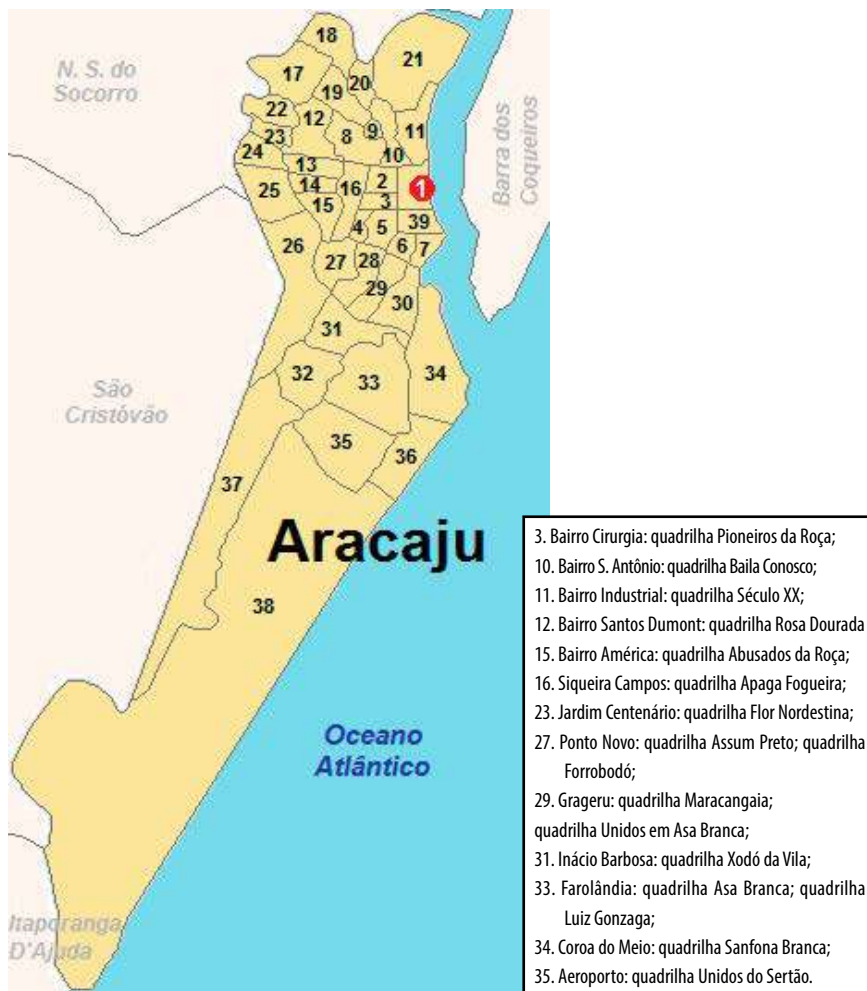 18
21
N. S. do
Socorro
17
20
19
22
12
9
11
8
23
10
24
13
Barra dos
Coqueiros
25
14
16
2
1
15
3
4
5
39
26
6
7
27
28
29
30
31
32
33
34
São
Cristóvão
35
36
37
Aracaju
38
Oceano
Atlântico
Itaporanga
D'Ajuda
3. Bairro Cirurgia: quadrilha Pioneiros da Roça;
10. Bairro S. Antônio: quadrilha Baila Conosco;
11. Bairro Industrial: quadrilha Século XX;
12. Bairro Santos Dumont: quadrilha Rosa Dourada
15. Bairro América: quadrilha Abusados da Roça;
16. Siqueira Campos: quadrilha Apaga Fogueira;
23. Jardim Centenário: quadrilha Flor Nordestina;
27. Ponto Novo: quadrilha Assum Preto; quadrilha
Forrobodó;
29. Grageru: quadrilha Maracangaia;
quadrilha Unidos em Asa Branca;
31. Inácio Barbosa: quadrilha Xodó da Vila;
33. Farolândia: quadrilha Asa Branca; quadrilha
Luiz Gonzaga;
34. Coroa do Meio: quadrilha Sanfona Branca;
35. Aeroporto: quadrilha Unidos do Sertão.